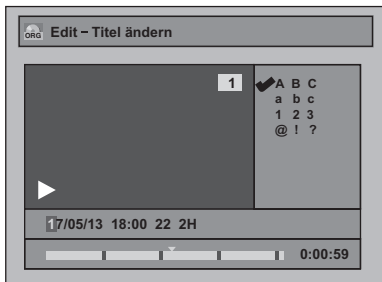 ORG Edit – Titel ändern
1
A B C
a b c
1 2 3
@ ! ?
17/05/13 18:00 22 2H
0:00:59